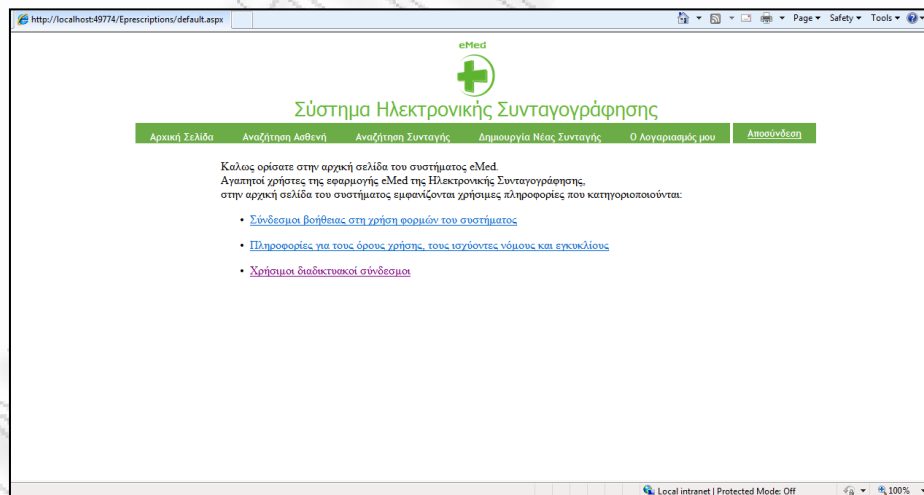 http://localhost:49774/Eprescriptions/default.aspx
Page Safety Tools
eMed
Σύστημα Ηλεκτρονικής Συνταγογράφησης
Αρχική Σελίδα Αναζήτηση Ασθενή Αναζήτηση Συνταγής Δημιουργία Νέας Συνταγής Ο Λογαριασμός μου Αποσύνδεση
Καλως ορίσατε στην αρχική σελίδα του συστήματος eMed.
Αγαπητοί χρήστες της εφαρμογής eMed της Ηλεκτρονικής Συνταγογράφησης,
στην αρχική σελίδα του συστήματος εμφανίζονται χρήσιμες πληροφορίες που κατηγοριοποιούνται:
• Σύνδεσμοι βοήθειας στη χρήση φορμών του συστήματος
• Πληροφορίες για τους όρους χρήσης, τους ισχύοντες νόμους και εγκυκλίους
• Χρήσιμοι διαδικτυακοί σύνδεσμοι
Local intranet | Protected Mode: Off 100%